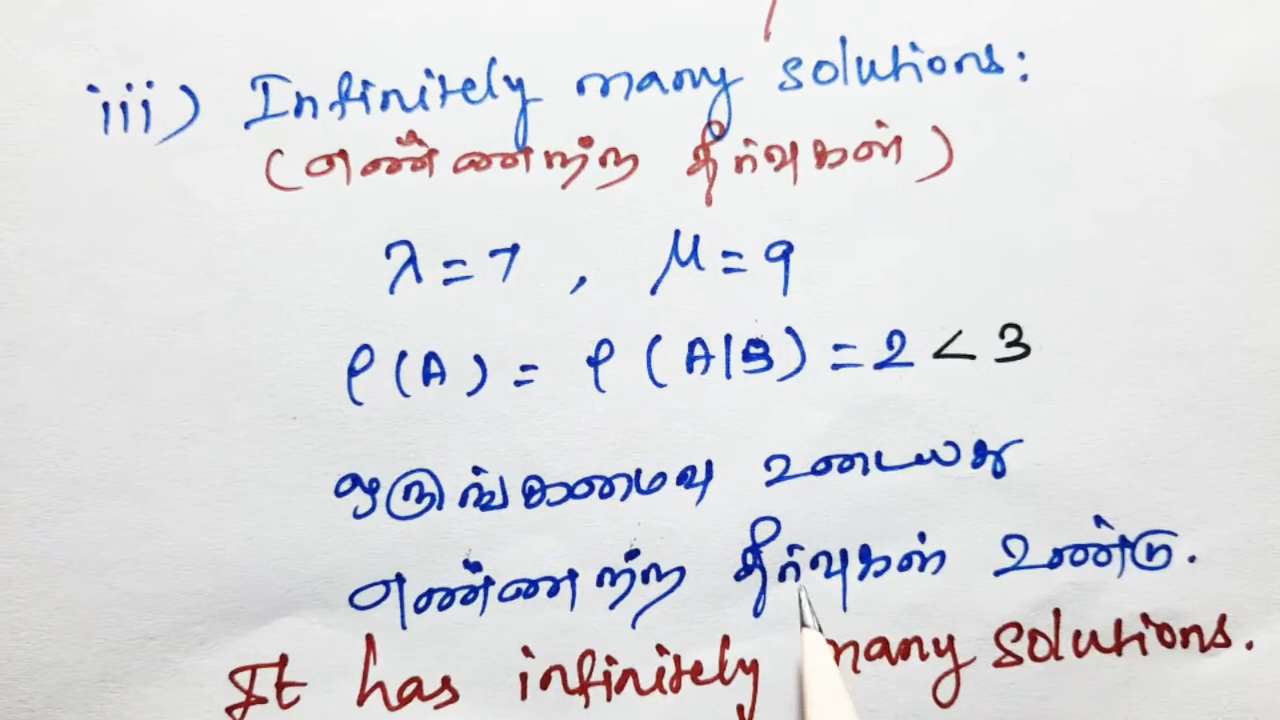 iii) Infinitely many solutions:
(எண்ணற்ற தீர்வுகள்)
λ = 7 , μ = 9
ρ(A) = ρ(A|B) = 2 < 3
ஒருங்கமைவு உடையது
எண்ணற்ற தீர்வுகள் உண்டு.
It has infinitely many solutions.